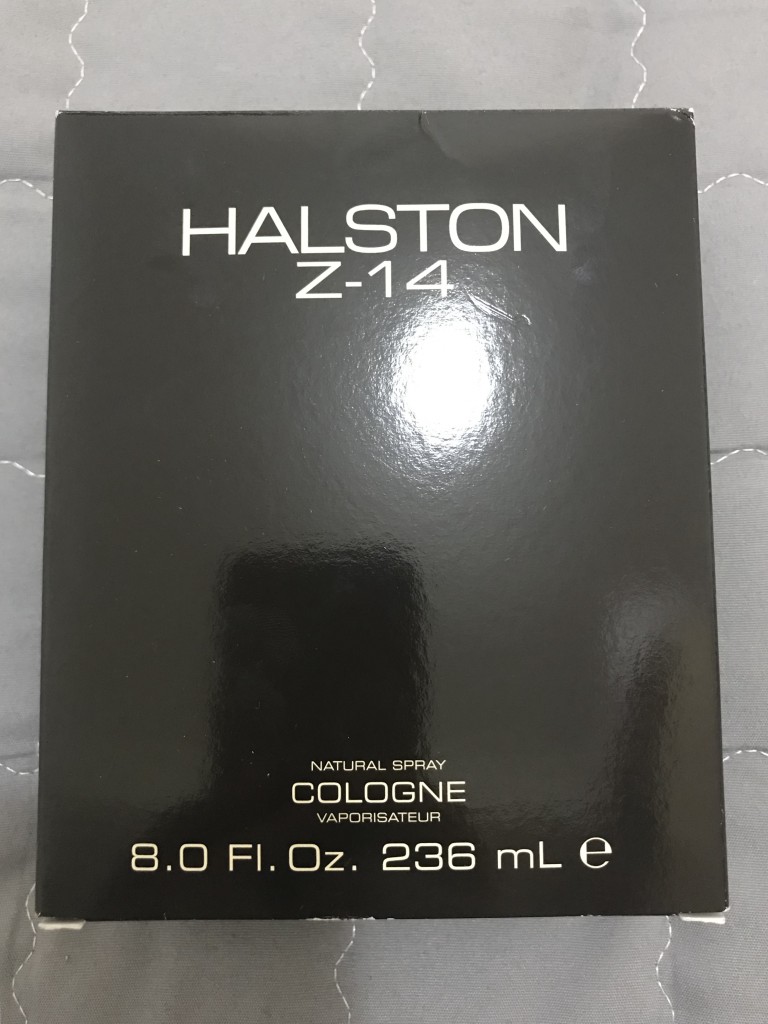 HALSTON
Z-14
NATURAL SPRAY
COLOGNE
VAPORISATEUR
8.0 Fl. Oz. 236 mL ℮